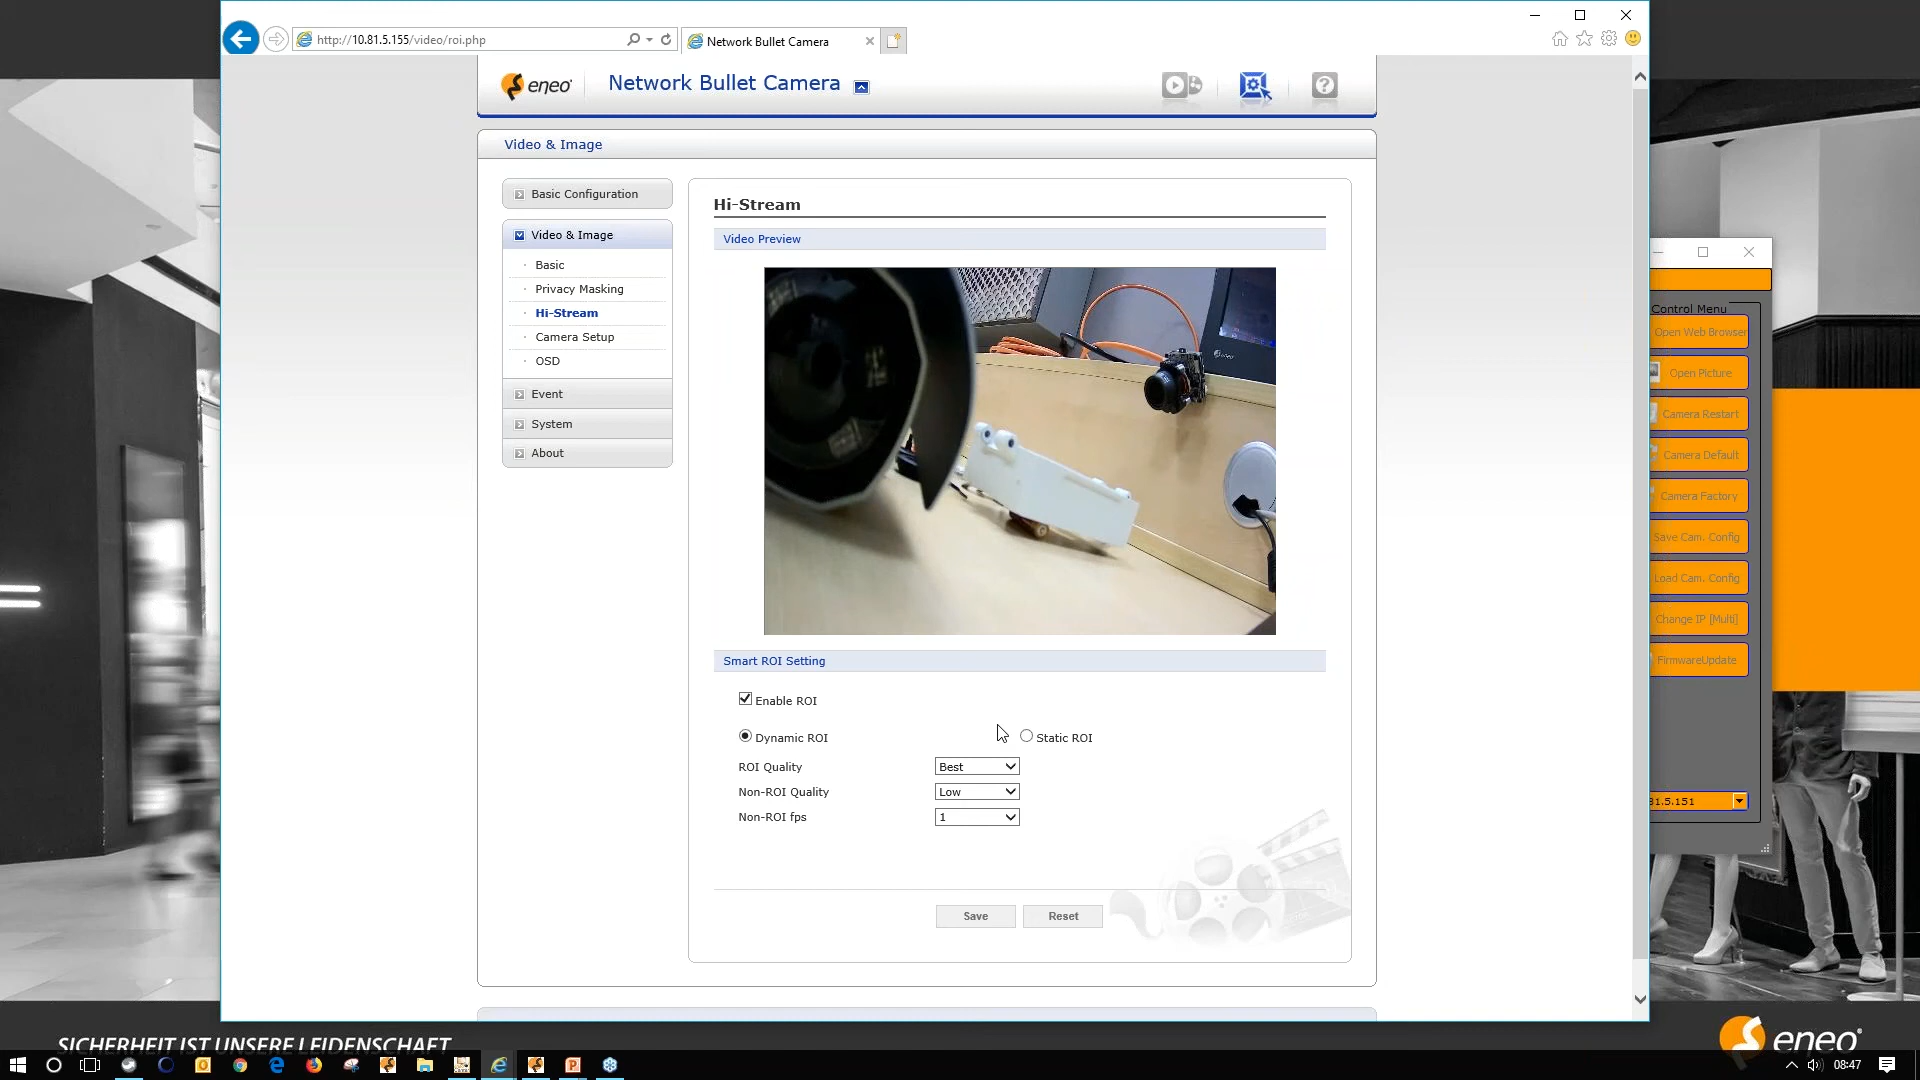 http://10.81.5.155/video/roi.php
Network Bullet Camera
eneo
Network Bullet Camera
Video & Image
Basic Configuration
Video & Image
Basic
Privacy Masking
Hi-Stream
Camera Setup
OSD
Event
System
About
Hi-Stream
Video Preview
Smart ROI Setting
Enable ROI
Dynamic ROI
Static ROI
ROI Quality
Best
Non-ROI Quality
Low
Non-ROI fps
1
Save
Reset
Control Menu
Open Web Browser
Open Picture
Camera Restart
Camera Default
Camera Factory
Save Cam. Config
Load Cam. Config
Change IP [Multi]
FirmwareUpdate
31.5.151
SICHERHEIT IST UNSERE LEIDENSCHAFT
eneo
08:47